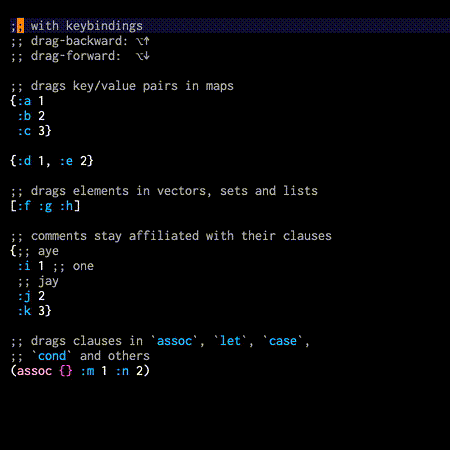 ;; with keybindings
;; drag-backward: ⌥↑
;; drag-forward:  ⌥↓
;; drags key/value pairs in maps
{:a 1
 :b 2
 :c 3}
{:d 1, :e 2}
;; drags elements in vectors, sets and lists
[:f :g :h]
;; comments stay affiliated with their clauses
{;; aye
 :i 1 ;; one
 ;; jay
 :j 2
 :k 3}
;; drags clauses in `assoc`, `let`, `case`,
;; `cond` and others
(assoc {} :m 1 :n 2)